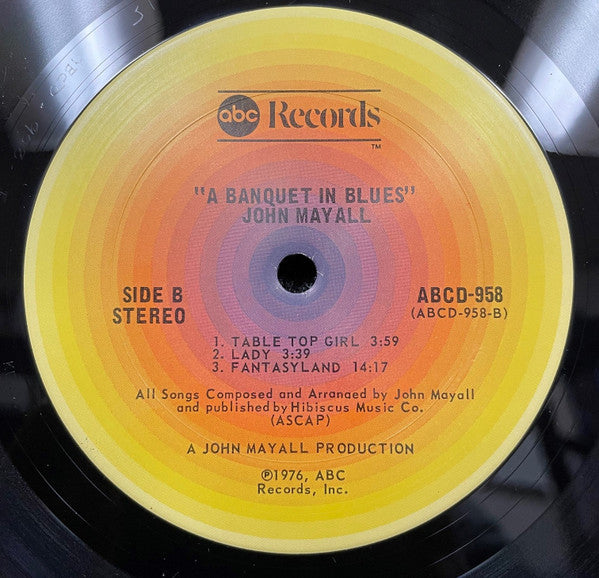 abc Records
TM
"A BANQUET IN BLUES"
JOHN MAYALL
SIDE B
STEREO
ABCD-958
(ABCD-958-B)
1. TABLE TOP GIRL 3:59
2. LADY 3:39
3. FANTASYLAND 14:17
All Songs Composed and Arranged by John Mayall
and published by Hibiscus Music Co.
(ASCAP)
A JOHN MAYALL PRODUCTION
℗1976, ABC
Records, Inc.